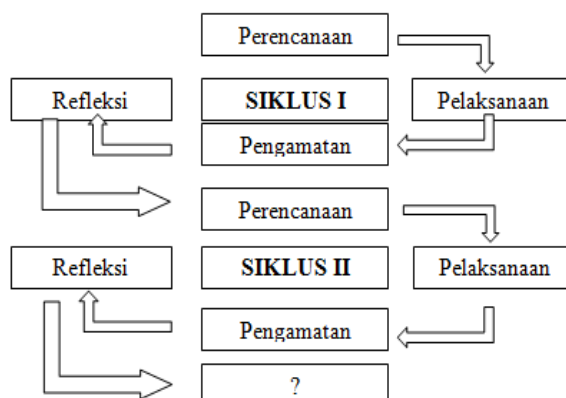 Perencanaan
Refleksi
SIKLUS I
Pelaksanaan
Pengamatan
Perencanaan
Refleksi
SIKLUS II
Pelaksanaan
Pengamatan
?